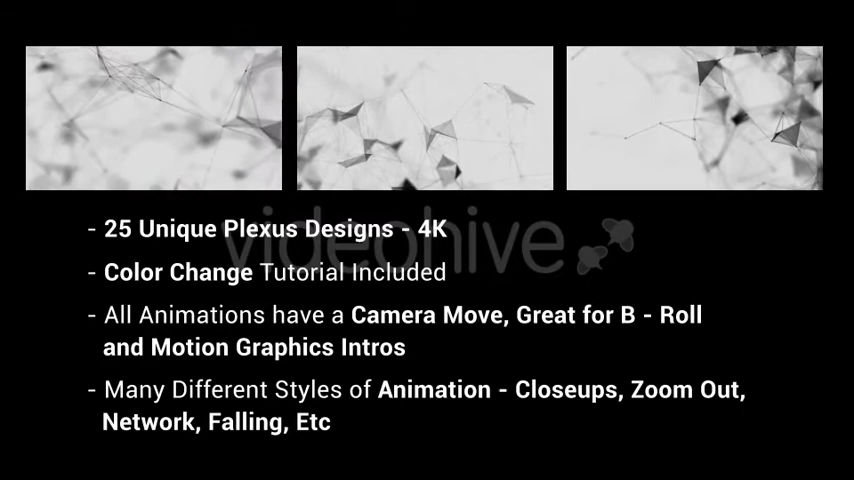 - 25 Unique Plexus Designs - 4K
videohive
- Color Change Tutorial Included
- All Animations have a Camera Move, Great for B - Roll
and Motion Graphics Intros
- Many Different Styles of Animation - Closeups, Zoom Out,
Network, Falling, Etc